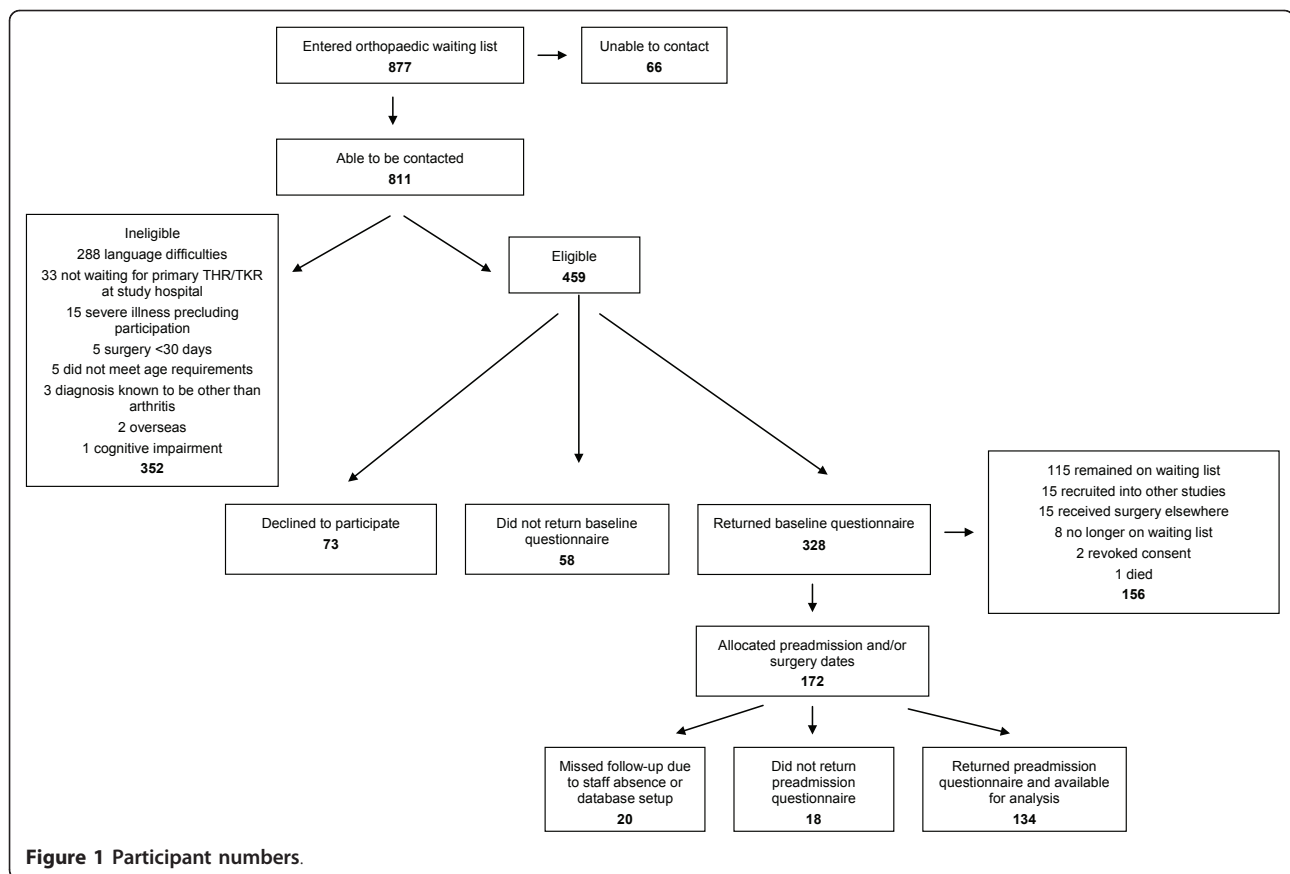 Entered orthopaedic waiting list
877
Unable to contact
66
Able to be contacted
811
Ineligible
288 language difficulties
33 not waiting for primary THR/TKR
at study hospital
15 severe illness precluding
participation
5 surgery <30 days
5 did not meet age requirements
3 diagnosis known to be other than
arthritis
2 overseas
1 cognitive impairment
352
Eligible
459
Declined to participate
73
Did not return baseline
questionnaire
58
Returned baseline questionnaire
328
115 remained on waiting list
15 recruited into other studies
15 received surgery elsewhere
8 no longer on waiting list
2 revoked consent
1 died
156
Allocated preadmission and/or
surgery dates
172
Missed follow-up due
to staff absence or
database setup
20
Did not return
preadmission
questionnaire
18
Returned preadmission
questionnaire and available
for analysis
134
Figure 1 Participant numbers.